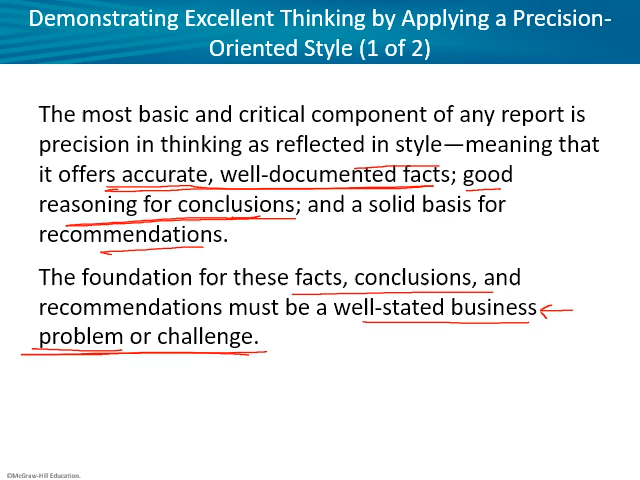 Demonstrating Excellent Thinking by Applying a Precision-
Oriented Style (1 of 2)
The most basic and critical component of any report is
precision in thinking as reflected in style—meaning that
it offers accurate, well-documented facts; good
reasoning for conclusions; and a solid basis for
recommendations.
The foundation for these facts, conclusions, and
recommendations must be a well-stated business
problem or challenge.
©McGraw-Hill Education.